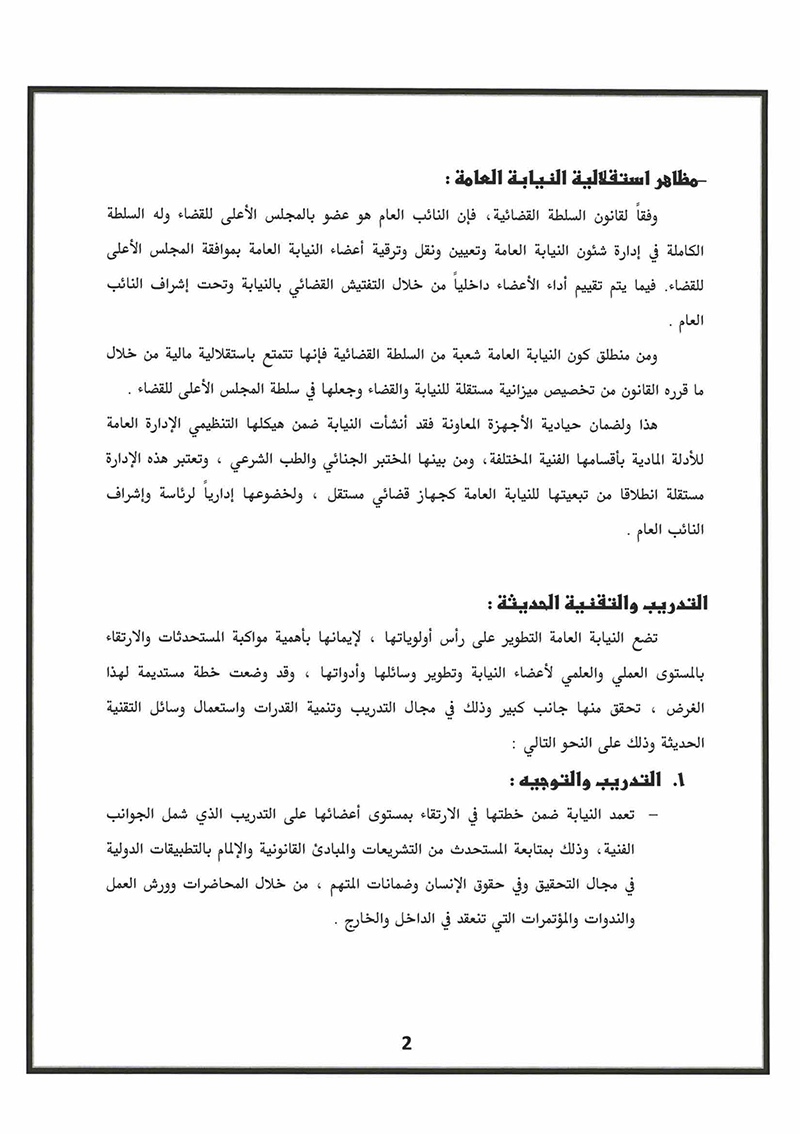 -مظاهر استقلالية النيابة العامة :
وفقاً لقانون السلطة القضائية، فإن النائب العام هو عضو بالمجلس الأعلى للقضاء وله السلطة
الكاملة في إدارة شئون النيابة العامة وتعيين ونقل وترقية أعضاء النيابة العامة بموافقة المجلس الأعلى
للقضاء. فيما يتم تقييم أداء الأعضاء داخلياً من خلال التفتيش القضائي بالنيابة وتحت إشراف النائب
العام .
ومن منطلق كون النيابة العامة شعبة من السلطة القضائية فإنها تتمتع باستقلالية مالية من خلال
ما قرره القانون من تخصيص ميزانية مستقلة للنيابة والقضاء وجعلها في سلطة المجلس الأعلى للقضاء .
هذا ولضمان حيادية الأجهزة المعاونة فقد أنشأت النيابة ضمن هيكلها التنظيمي الإدارة العامة
للأدلة المادية بأقسامها الفنية المختلفة، ومن بينها المختبر الجنائي والطب الشرعي ، وتعتبر هذه الإدارة
مستقلة انطلاقا من تبعيتها للنيابة العامة كجهاز قضائي مستقل ، ولخضوعها إدارياً لرئاسة وإشراف
النائب العام .
التدريب والتقنية الحديثة :
تضع النيابة العامة التطوير على رأس أولوياتها ، لإيمانها بأهمية مواكبة المستحدثات والارتقاء
بالمستوى العملي والعلمي لأعضاء النيابة وتطوير وسائلها وأدواتها ، وقد وضعت خطة مستديمة لهذا
الغرض ، تحقق منها جانب كبير وذلك في مجال التدريب وتنمية القدرات واستعمال وسائل التقنية
الحديثة وذلك على النحو التالي :
١. التدريب والتوجيه :
– تعمد النيابة ضمن خطتها في الارتقاء بمستوى أعضائها على التدريب الذي شمل الجوانب
الفنية، وذلك بمتابعة المستحدث من التشريعات والمبادئ القانونية والإلمام بالتطبيقات الدولية
في مجال التحقيق وفي حقوق الإنسان وضمانات المتهم ، من خلال المحاضرات وورش العمل
والندوات والمؤتمرات التي تنعقد في الداخل والخارج .
2